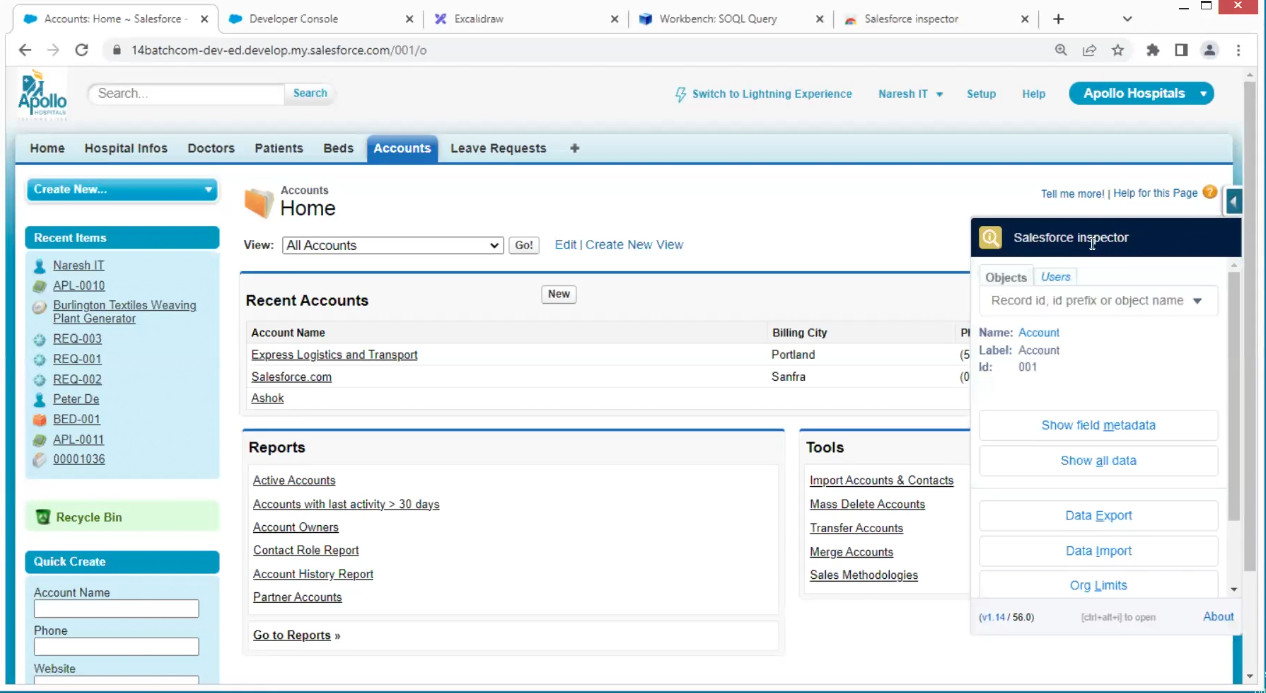 Accounts: Home ~ Salesforce -
Developer Console
Excalidraw
Workbench: SOQL Query
Salesforce inspector
14batchcom-dev-ed.develop.my.salesforce.com/001/o
Apollo
HOSPITALS
Search...
Search
Switch to Lightning Experience
Naresh IT
Setup
Help
Apollo Hospitals
Home
Hospital Infos
Doctors
Patients
Beds
Accounts
Leave Requests
Create New...
Recent Items
Naresh IT
APL-0010
Burlington Textiles Weaving
Plant Generator
REQ-003
REQ-001
REQ-002
Peter De
BED-001
APL-0011
00001036
Recycle Bin
Quick Create
Account Name
Phone
Website
Accounts
Home
Tell me more! | Help for this Page
View: All Accounts Go! Edit | Create New View
Recent Accounts
New
Account Name Billing City
Express Logistics and Transport Portland (5
Salesforce.com Sanfra (0
Ashok
Reports
Active Accounts
Accounts with last activity > 30 days
Account Owners
Contact Role Report
Account History Report
Partner Accounts
Go to Reports »
Tools
Import Accounts & Contacts
Mass Delete Accounts
Transfer Accounts
Merge Accounts
Sales Methodologies
Salesforce inspector
Objects Users
Record id, id prefix or object name
Name: Account
Label: Account
Id: 001
Show field metadata
Show all data
Data Export
Data Import
Org Limits
(v1.14 / 56.0) [ctrl+alt+i] to open About